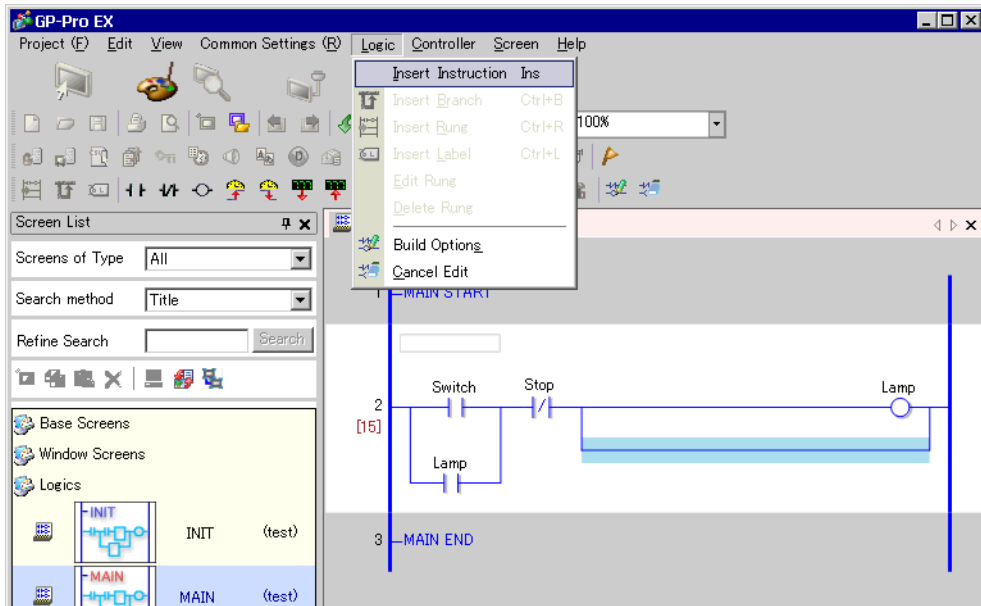 GP-Pro EX
Project (F) Edit View Common Settings (R) Logic Controller Screen Help
Insert Instruction Ins
Insert Branch Ctrl+B
Insert Rung Ctrl+R
100%
Insert Label Ctrl+L
Edit Rung
Delete Rung
Screen List
Build Options
Screens of Type All
Cancel Edit
1 MAIN START
Search method Title
Refine Search Search
Switch Stop Lamp
2
[15]
Base Screens
Window Screens
Lamp
Logics
INIT
INIT (test)
3 MAIN END
MAIN
MAIN (test)